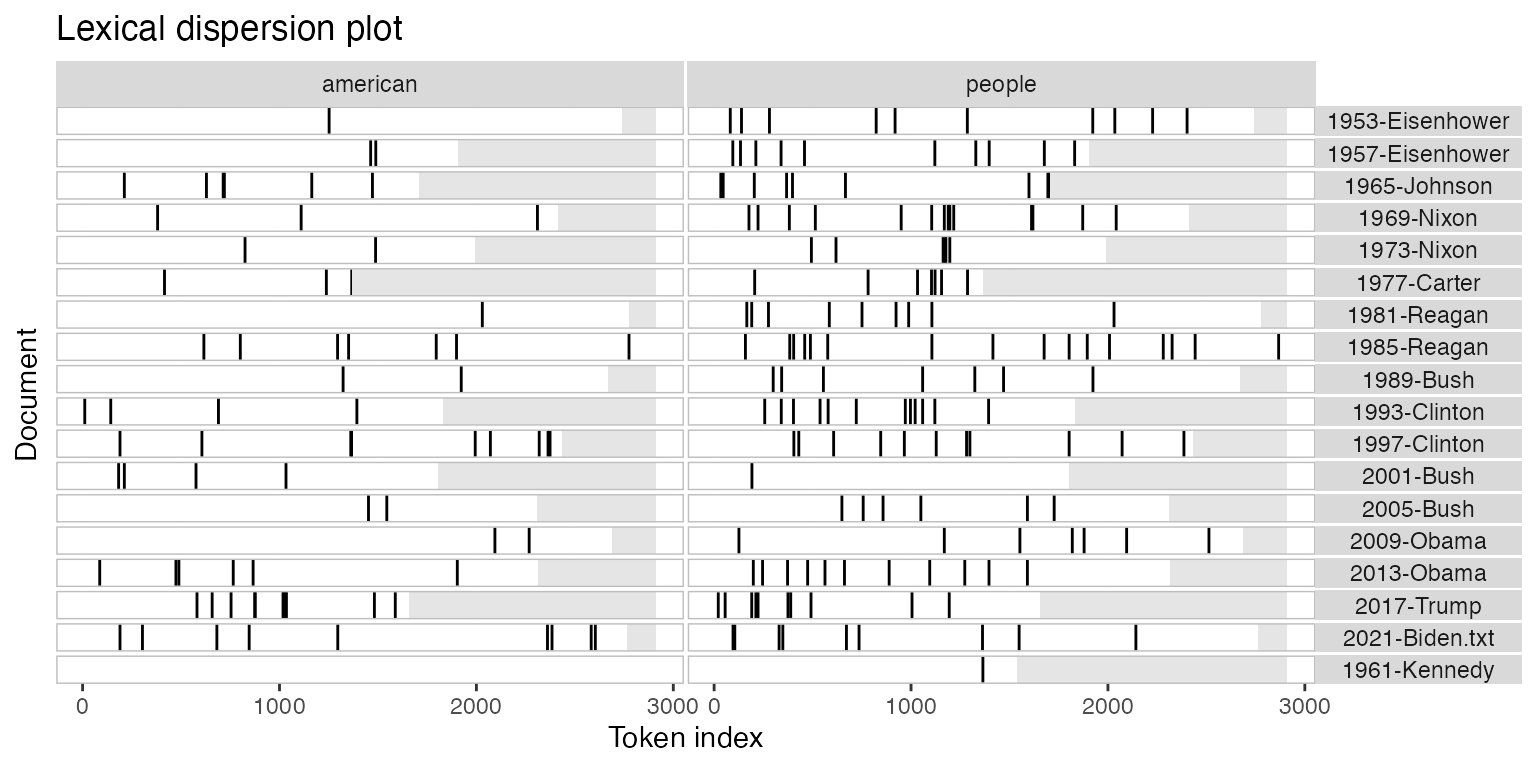 Lexical dispersion plot
american people
1953-Eisenhower
1957-Eisenhower
1965-Johnson
1969-Nixon
1973-Nixon
1977-Carter
1981-Reagan
1985-Reagan
1989-Bush
1993-Clinton
1997-Clinton
2001-Bush
2005-Bush
2009-Obama
2013-Obama
2017-Trump
2021-Biden.txt
1961-Kennedy
Document
0 1000 2000 3000 0 1000 2000 3000
Token index